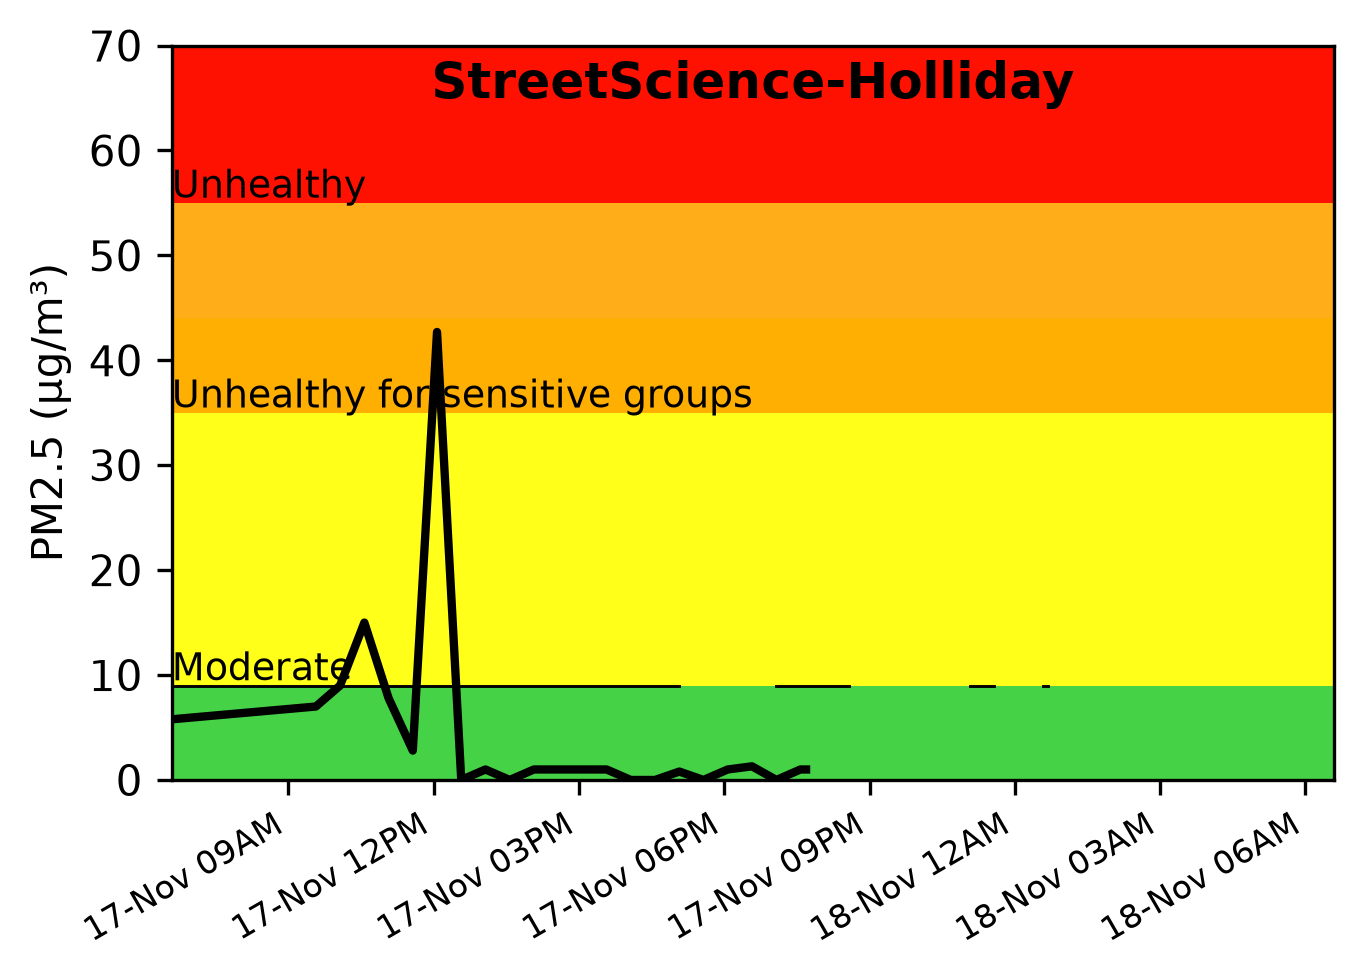 StreetScience-Holliday
70
60
50
40
30
20
10
0
PM2.5 (µg/m³)
Unhealthy
Unhealthy for sensitive groups
Moderate
17-Nov 09AM
17-Nov 12PM
17-Nov 03PM
17-Nov 06PM
17-Nov 09PM
18-Nov 12AM
18-Nov 03AM
18-Nov 06AM